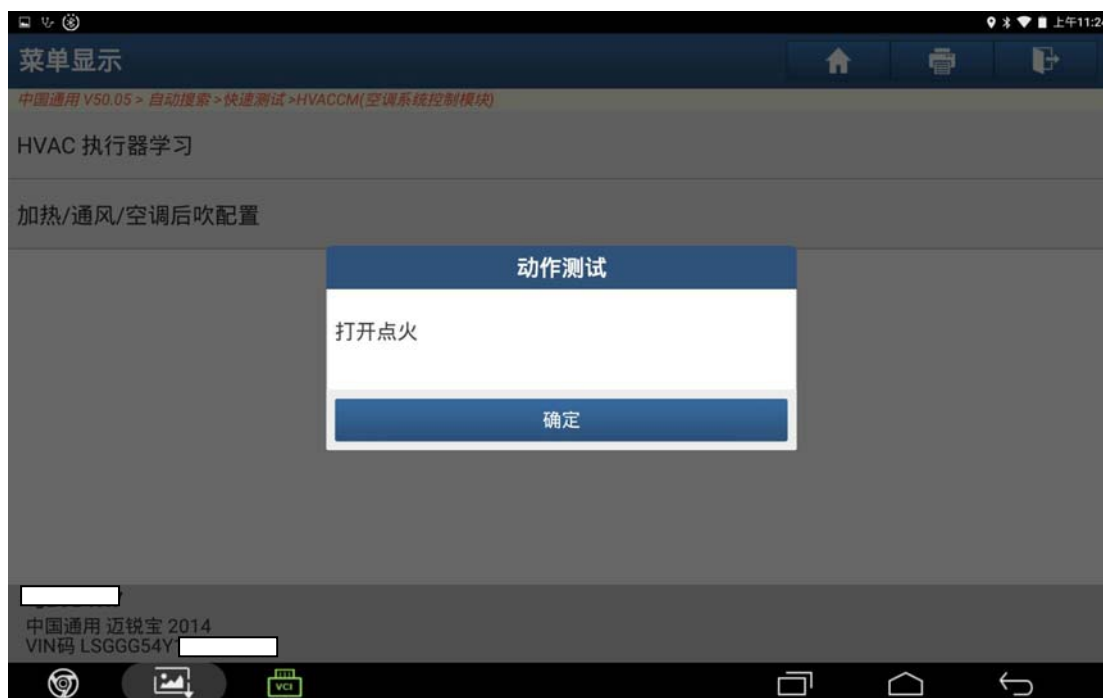 上午11:24
菜单显示
中国通用 V50.05 > 自动搜索 > 快速测试 >HVACCM(空调系统控制模块)
HVAC 执行器学习
加热/通风/空调后吹配置
动作测试
打开点火
确定
中国通用 迈锐宝 2014
VIN码 LSGGG54Y
VCI